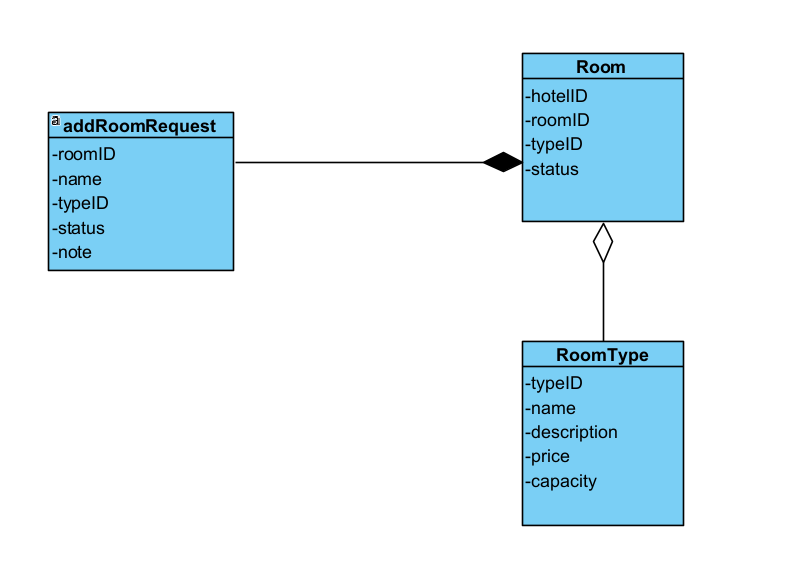 a
addRoomRequest
-roomID
-name
-typeID
-status
-note
Room
-hotelID
-roomID
-typeID
-status
RoomType
-typeID
-name
-description
-price
-capacity